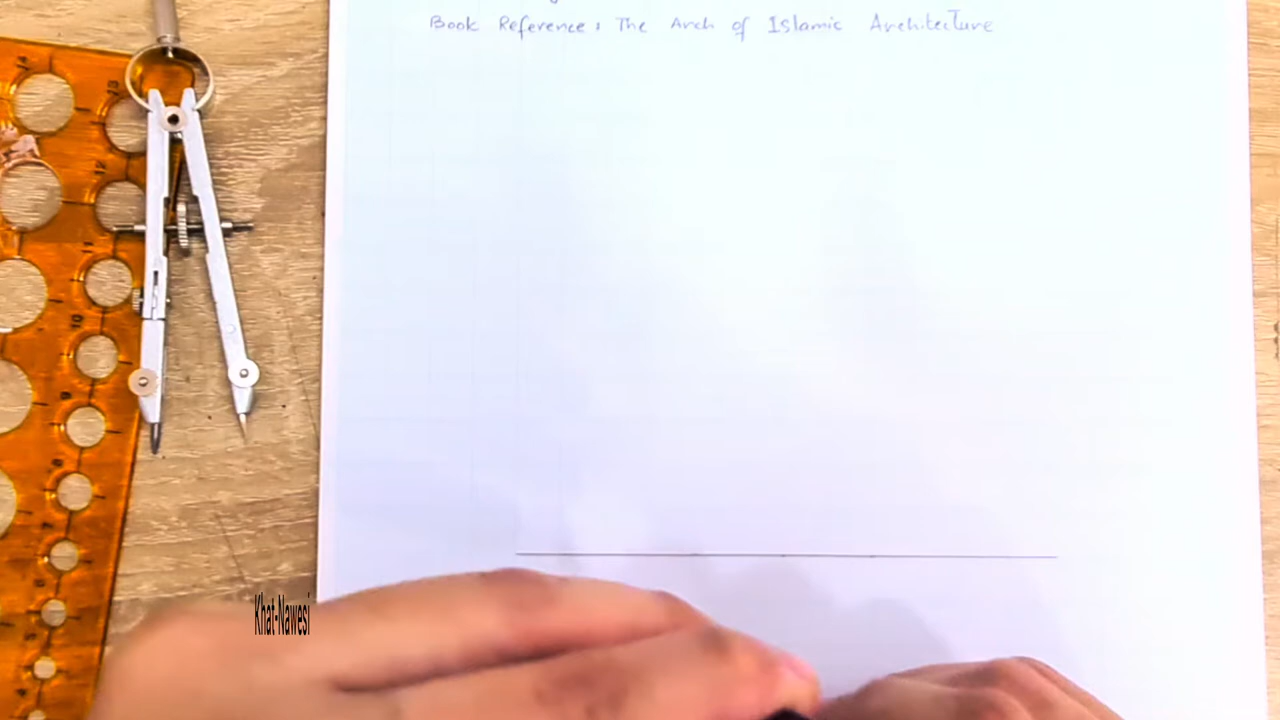 Book Reference : The Arch of Islamic Architecture
Khat-Nawesi